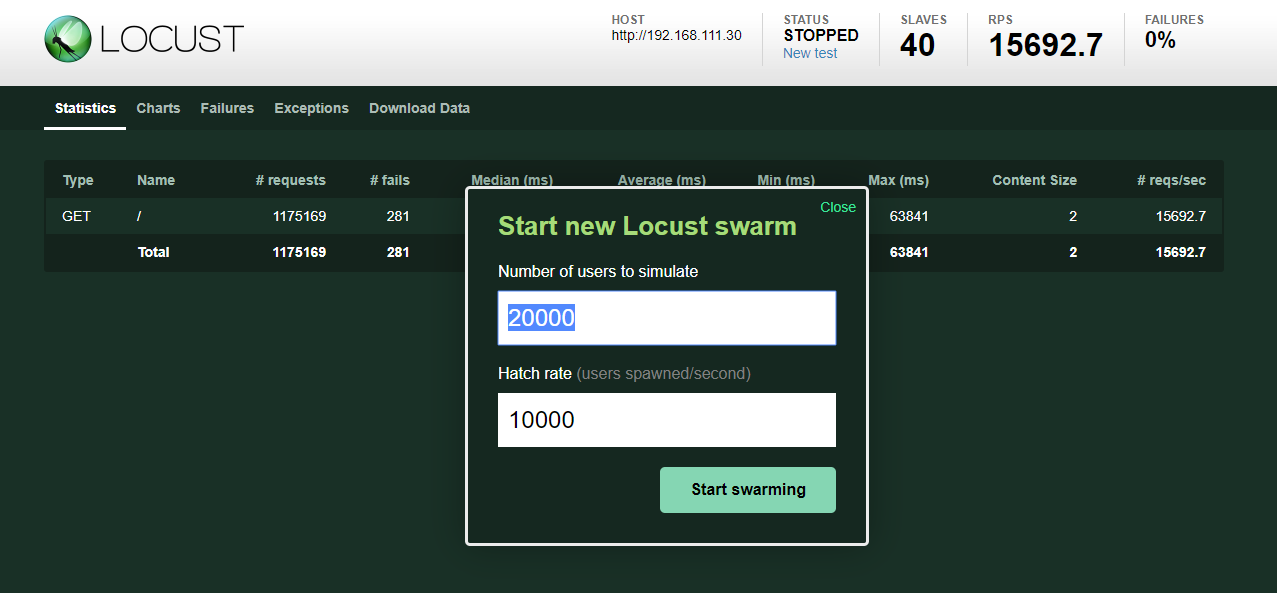 LOCUST
HOST
http://192.168.111.30
STATUS
STOPPED
New test
SLAVES
40
RPS
15692.7
FAILURES
0%
Statistics Charts Failures Exceptions Download Data
Type Name # requests # fails Median (ms) Average (ms) Min (ms) Max (ms) Content Size # reqs/sec
GET / 1175169 281 63841 2 15692.7
Total 1175169 281 63841 2 15692.7
Close
Start new Locust swarm
Number of users to simulate
20000
Hatch rate (users spawned/second)
10000
Start swarming